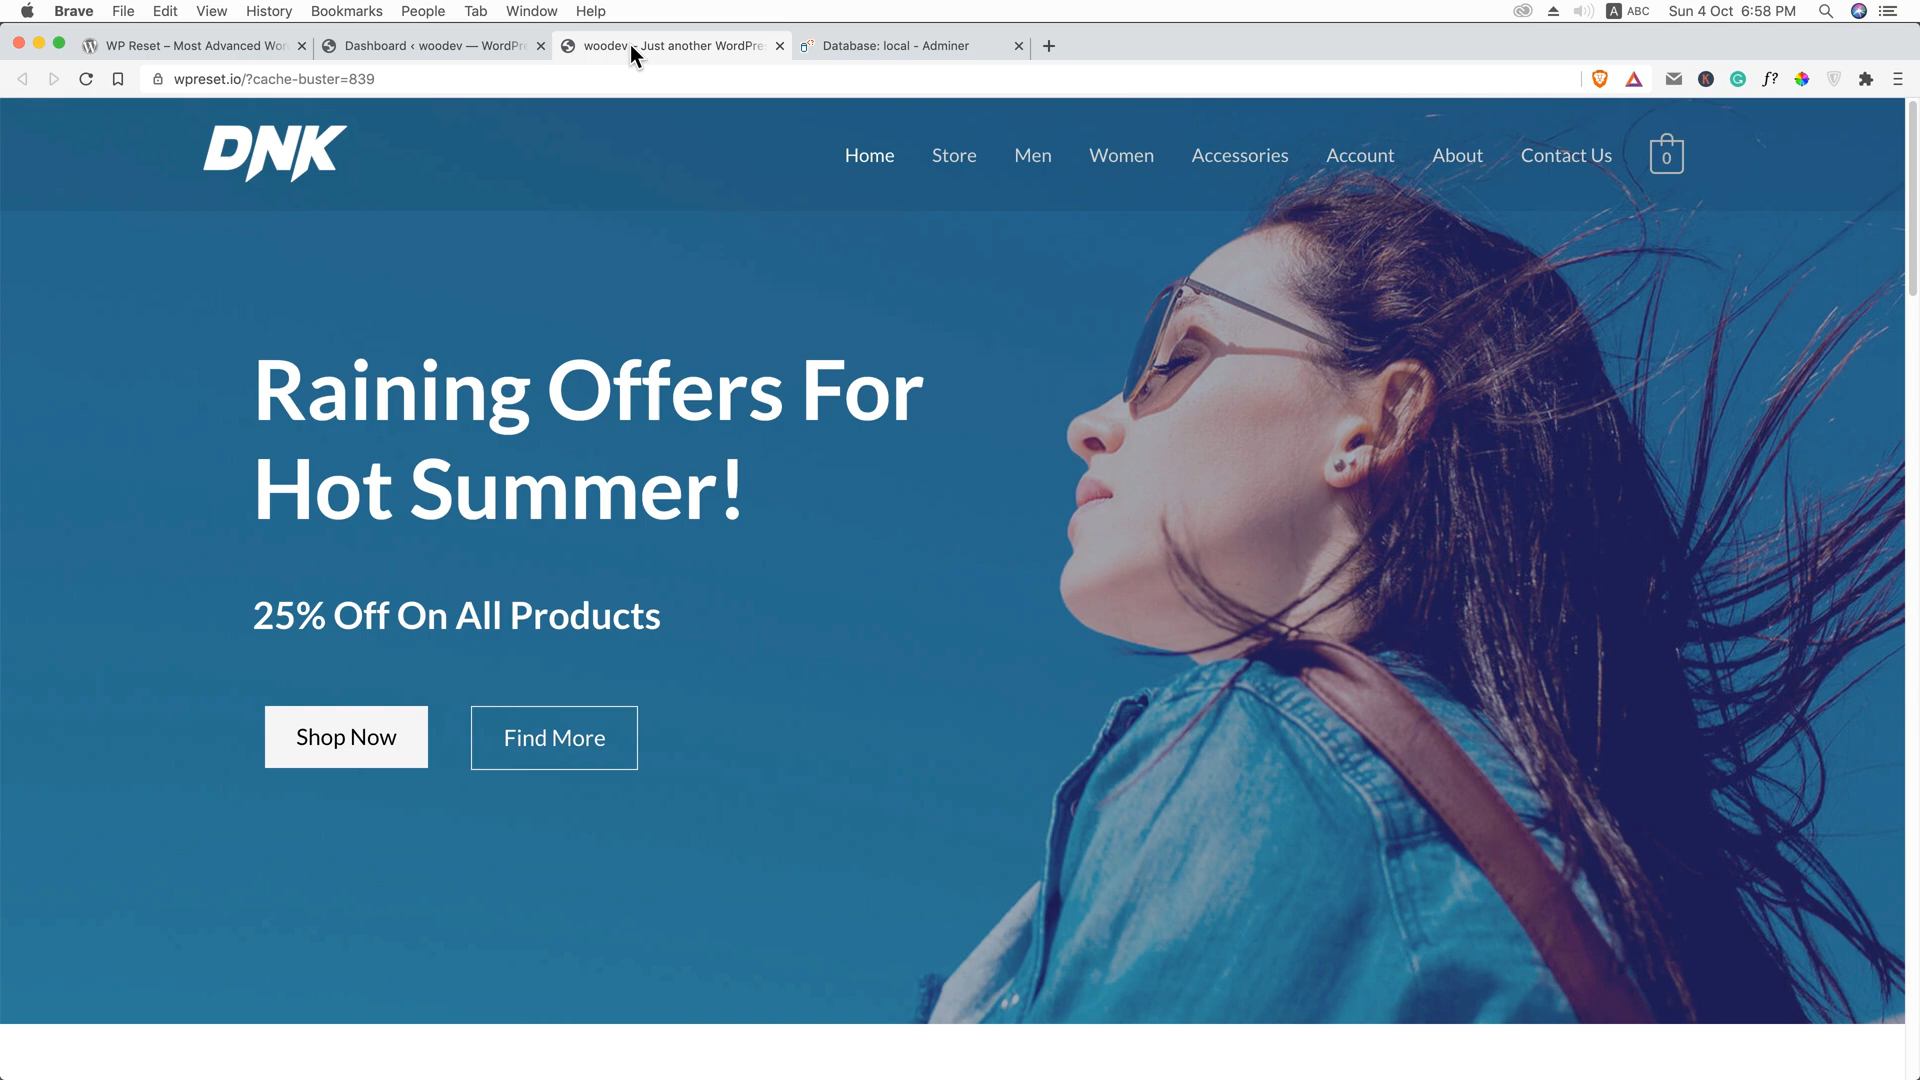 Brave File Edit View History Bookmarks People Tab Window Help A ABC Sun 4 Oct 6:58 PM
WP Reset – Most Advanced Wor Dashboard ‹ woodev — WordPre woodev – Just another WordPres Database: local - Adminer
wpreset.io/?cache-buster=839 K G f?
DNK
Home Store Men Women Accessories Account About Contact Us 0
Raining Offers For
Hot Summer!
25% Off On All Products
Shop Now Find More